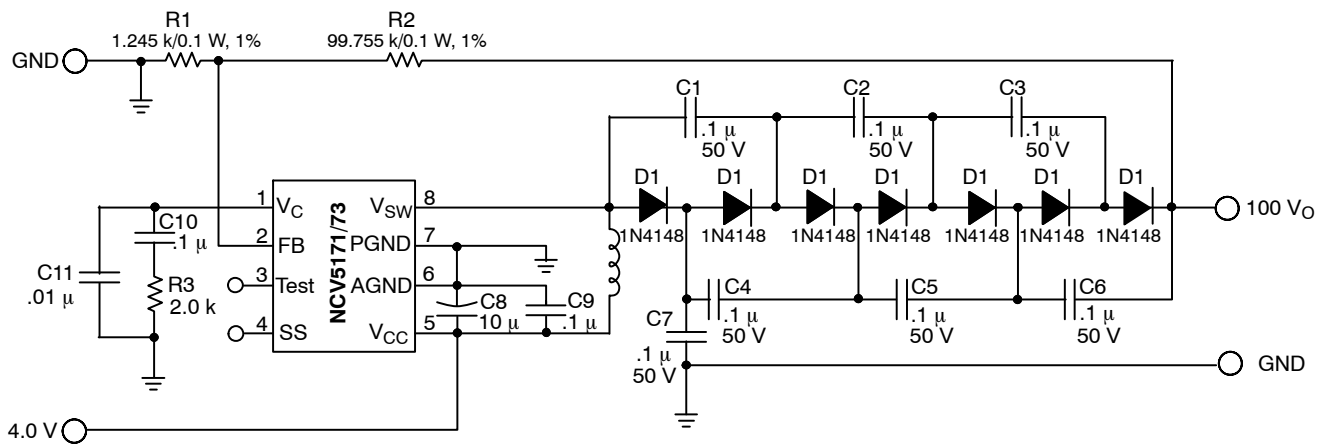 R1
1.245 k/0.1 W, 1%
R2
99.755 k/0.1 W, 1%
GND
C1
.1 μ
50 V
C2
.1 μ
50 V
C3
.1 μ
50 V
D1
1N4148
D1
1N4148
D1
1N4148
D1
1N4148
D1
1N4148
D1
1N4148
D1
1N4148
100 VO
1
VC
2
FB
3
Test
4
SS
NCV5171/73
8
VSW
7
PGND
6
AGND
5
VCC
C10
.1 μ
C11
.01 μ
R3
2.0 k
C8
10 μ
C9
.1 μ
C7
.1 μ
50 V
C4
.1 μ
50 V
C5
.1 μ
50 V
C6
.1 μ
50 V
GND
4.0 V